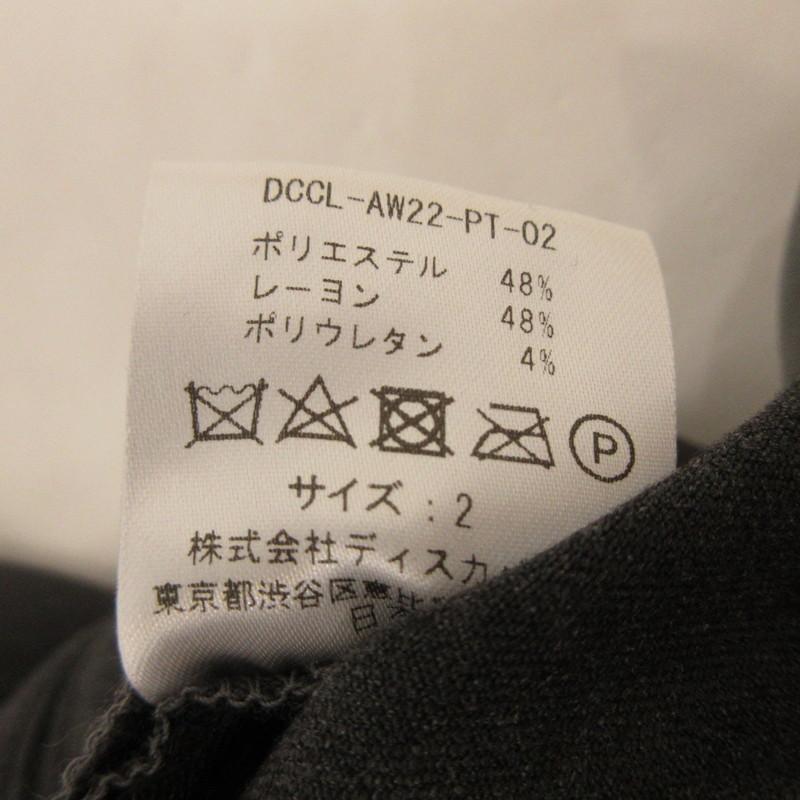 DCCL-AW22-PT-02
ポリエステル 48%
レーヨン 48%
ポリウレタン 4%
P
サイズ : 2
株式会社ディスカ
東京都渋谷区
日